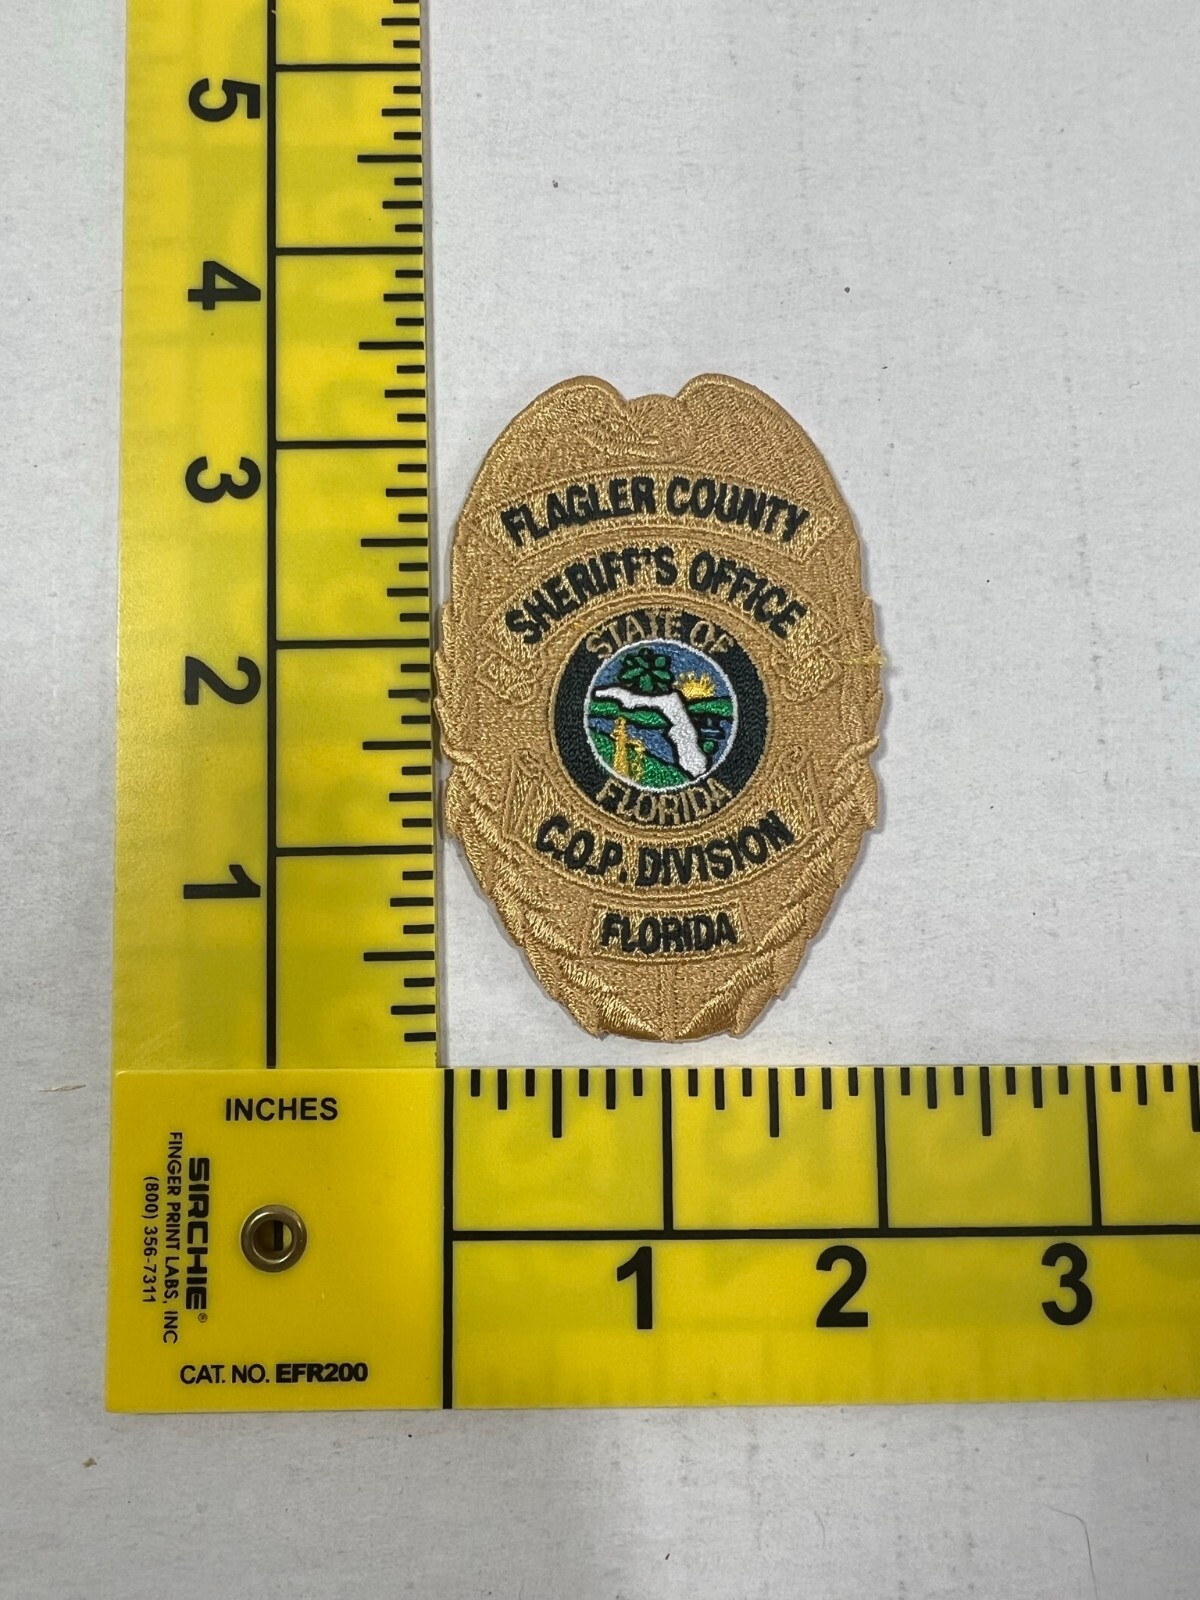 5
4
3
2
1
FLAGLER COUNTY
SHERIFF'S OFFICE
STATE OF
FLORIDA
C.O.P. DIVISION
FLORIDA
INCHES
SIRCHIE®
FINGER PRINT LABS, INC
(800) 356-7311
CAT. NO. EFR200
1 2 3